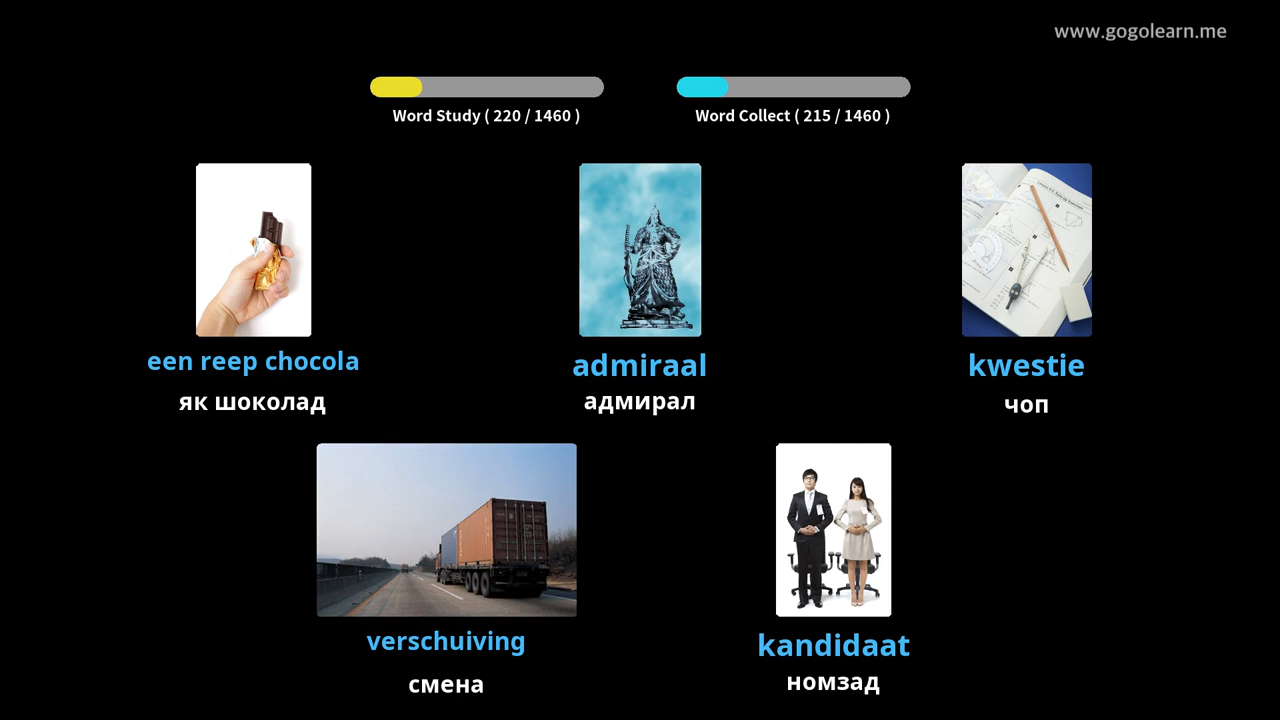 www.gogolearn.me
Word Study ( 220 / 1460 )
Word Collect ( 215 / 1460 )
een reep chocola
як шоколад
admiraal
адмирал
kwestie
чоп
verschuiving
смена
kandidaat
номзад